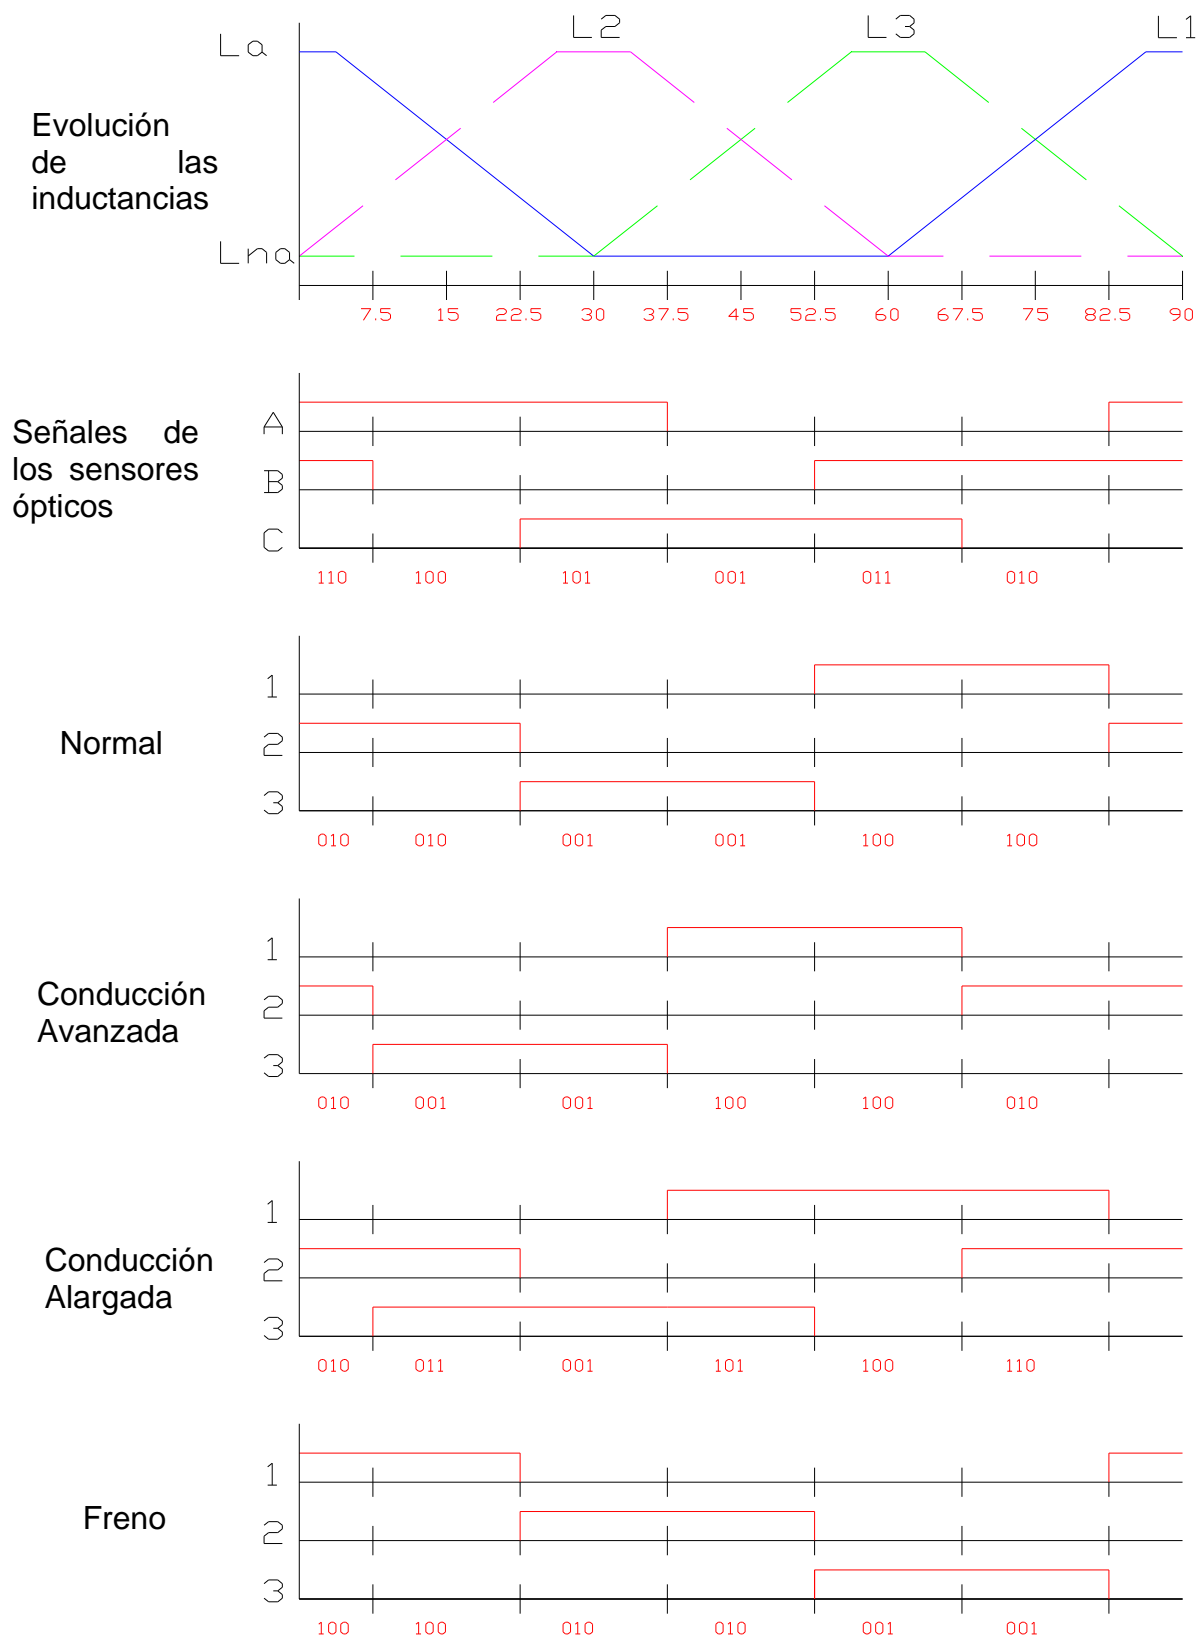 L2 L3 L1
La
Evolución
de las
inductancias
Lna
7.5 15 22.5 30 37.5 45 52.5 60 67.5 75 82.5 90
Señales de
los sensores
ópticos
A
B
C
110 100 101 001 011 010
Normal
1
2
3
010 010 001 001 100 100
Conducción
Avanzada
1
2
3
010 001 001 100 100 010
Conducción
Alargada
1
2
3
010 011 001 101 100 110
Freno
1
2
3
100 100 010 010 001 001